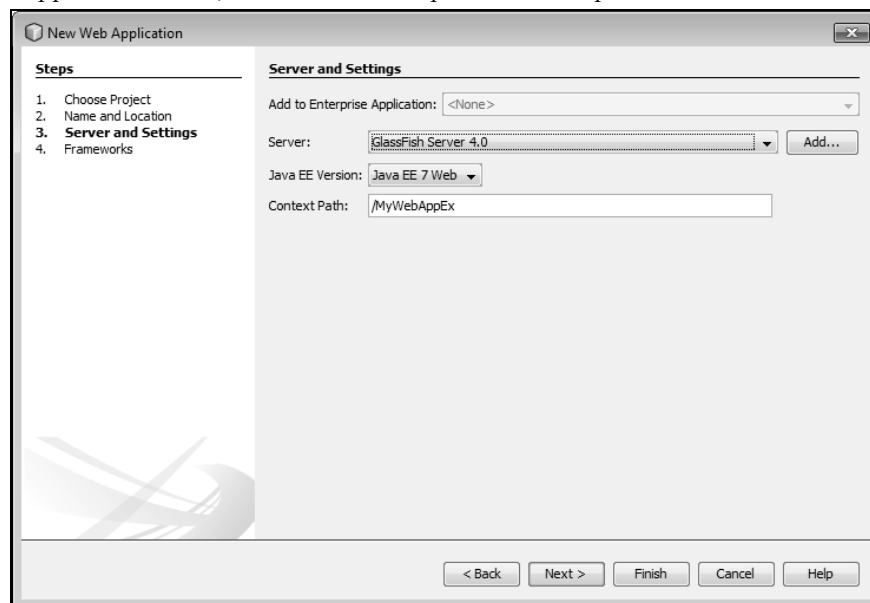 New Web Application
Steps
1. Choose Project
2. Name and Location
3. Server and Settings
4. Frameworks
Server and Settings
Add to Enterprise Application: <None>
Server: GlassFish Server 4.0 Add...
Java EE Version: Java EE 7 Web
Context Path: /MyWebAppEx
< Back Next > Finish Cancel Help